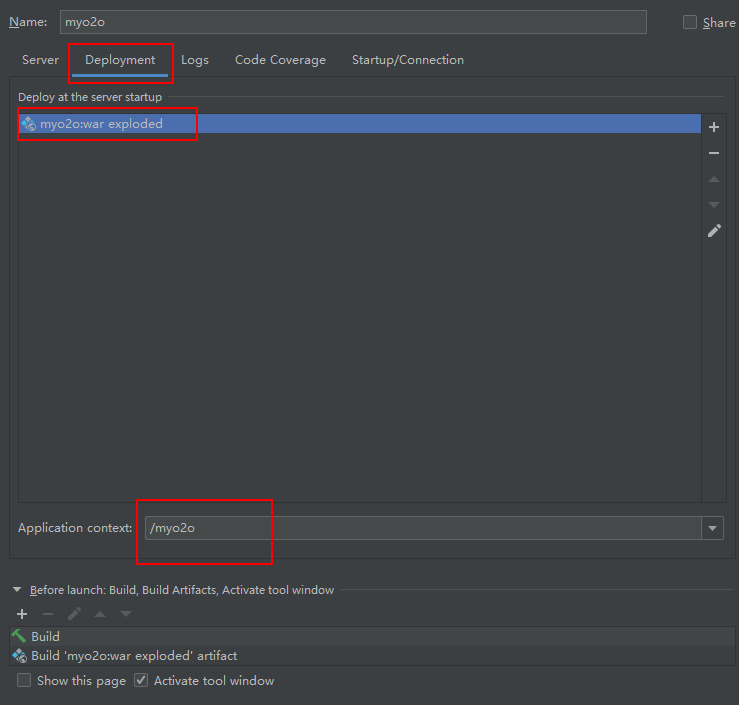 Name: myo2o Share
Server Deployment Logs Code Coverage Startup/Connection
Deploy at the server startup
myo2o:war exploded
Application context: /myo2o
Before launch: Build, Build Artifacts, Activate tool window
Build
Build 'myo2o:war exploded' artifact
Show this page Activate tool window